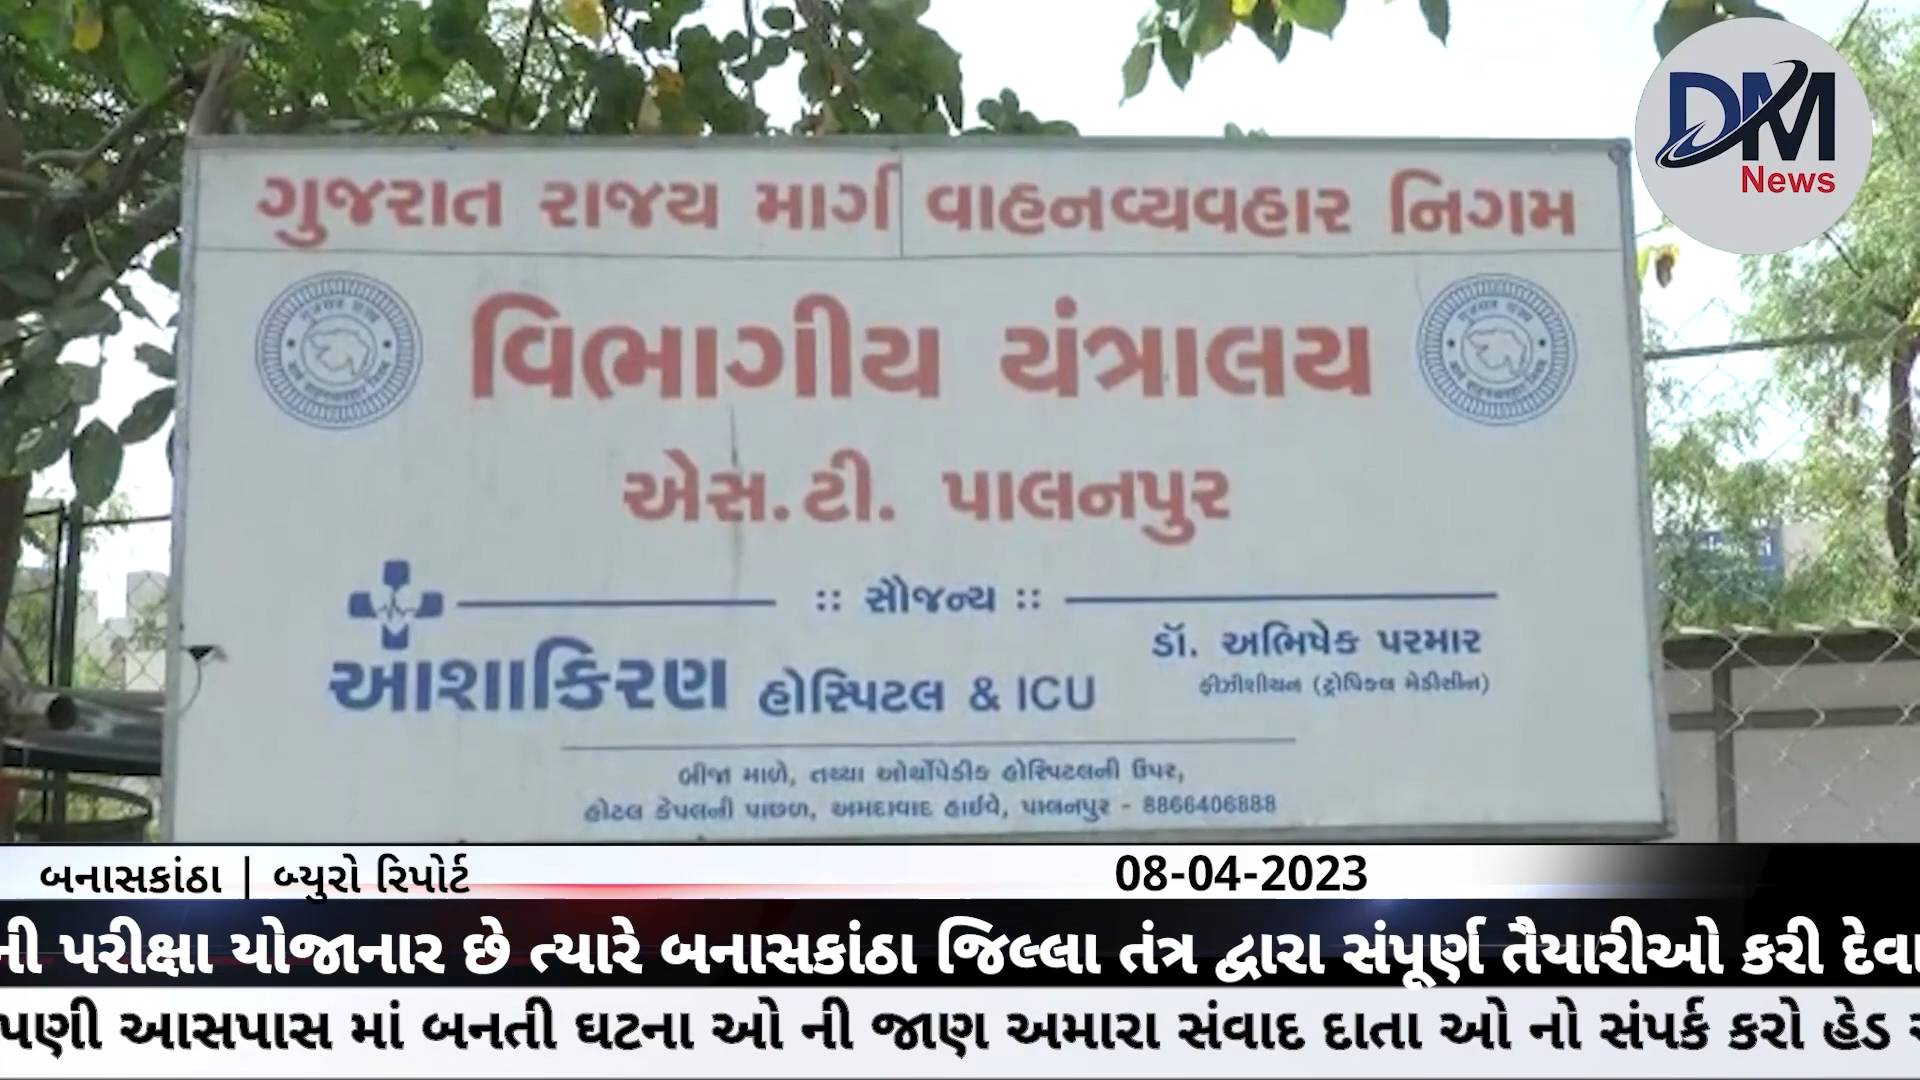 DM
News
ગુજરાત રાજ્ય માર્ગ વાહનવ્યવહાર નિગમ
વિભાગીય યંત્રાલય
એસ.ટી. પાલનપુર
:: સૌજન્ય ::
આશાકિરણ હોસ્પિટલ & ICU
ડૉ. અભિષેક પરમાર
ફીઝીશીયન (ટ્રોપિકલ મેડીસીન)
બીજા માળે, તથ્યા ઓર્થોપેડીક હોસ્પિટલની ઉપર,
હોટલ કેપલની પાછળ, અમદાવાદ હાઈવે, પાલનપુર - 8866406888
બનાસકાંઠા | બ્યુરો રિપોર્ટ
08-04-2023
ની પરીક્ષા યોજાનાર છે ત્યારે બનાસકાંઠા જિલ્લા તંત્ર દ્વારા સંપૂર્ણ તૈયારીઓ કરી દેવા
પણી આસપાસ માં બનતી ઘટના ઓ ની જાણ અમારા સંવાદ દાતા ઓ નો સંપર્ક કરો હેડ